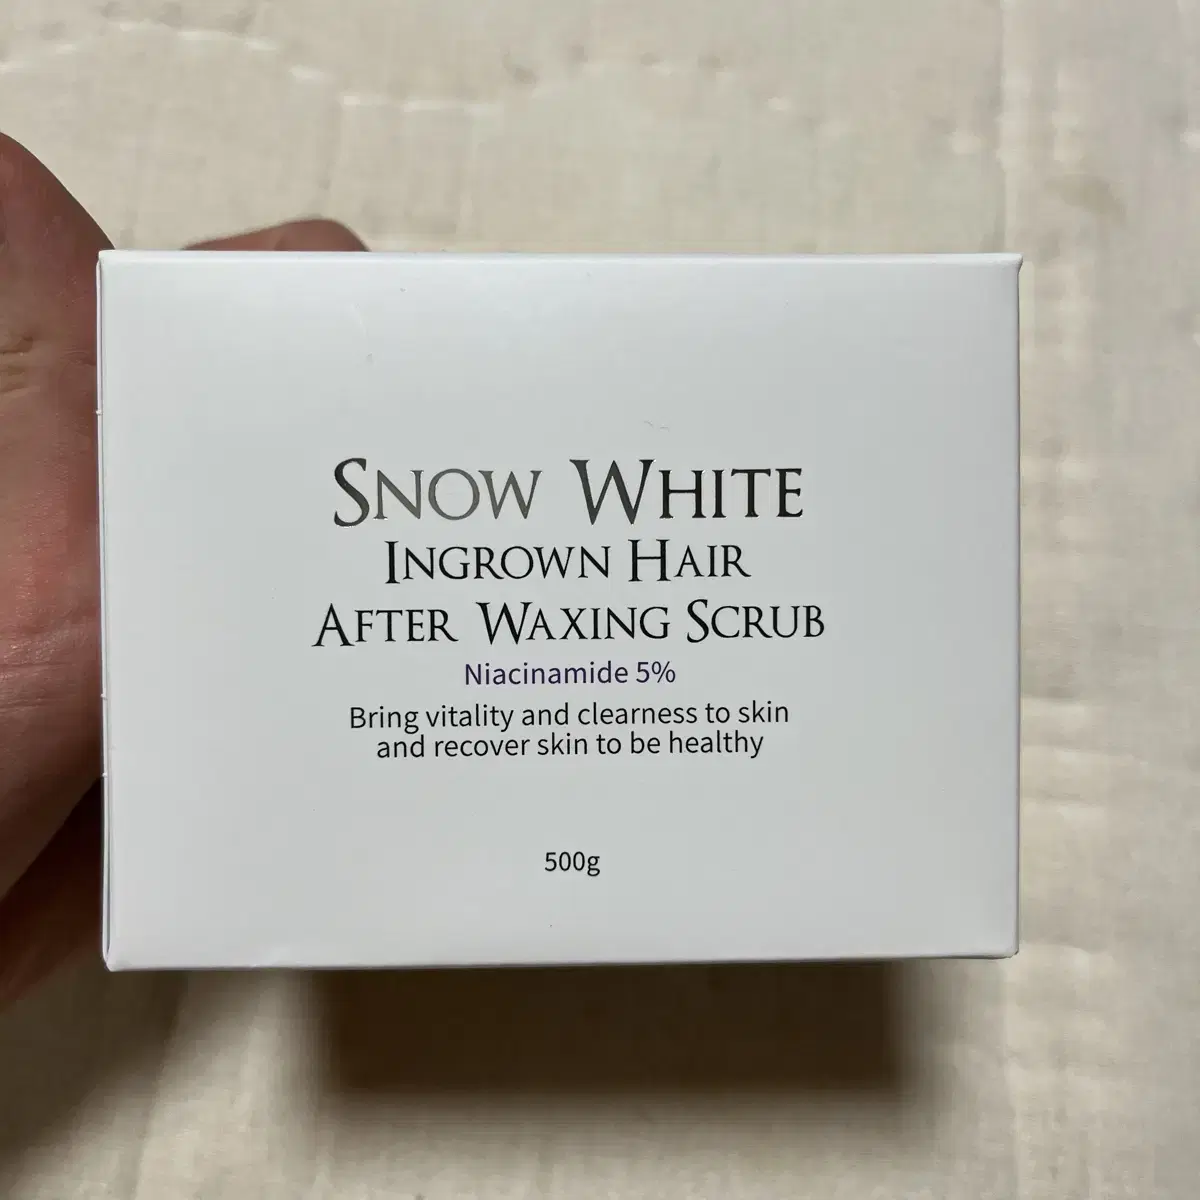 SNOW WHITE
INGROWN HAIR
AFTER WAXING SCRUB
Niacinamide 5%
Bring vitality and clearness to skin
and recover skin to be healthy
500g